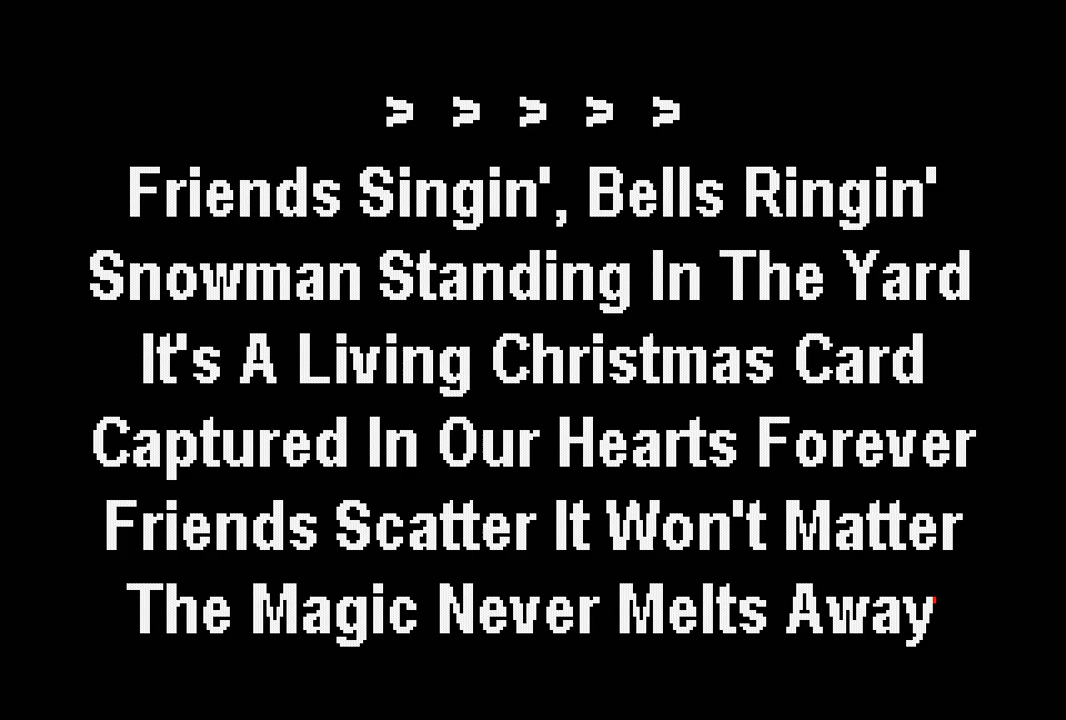 > > > > >
Friends Singin', Bells Ringin'
Snowman Standing In The Yard
It's A Living Christmas Card
Captured In Our Hearts Forever
Friends Scatter It Won't Matter
The Magic Never Melts Away